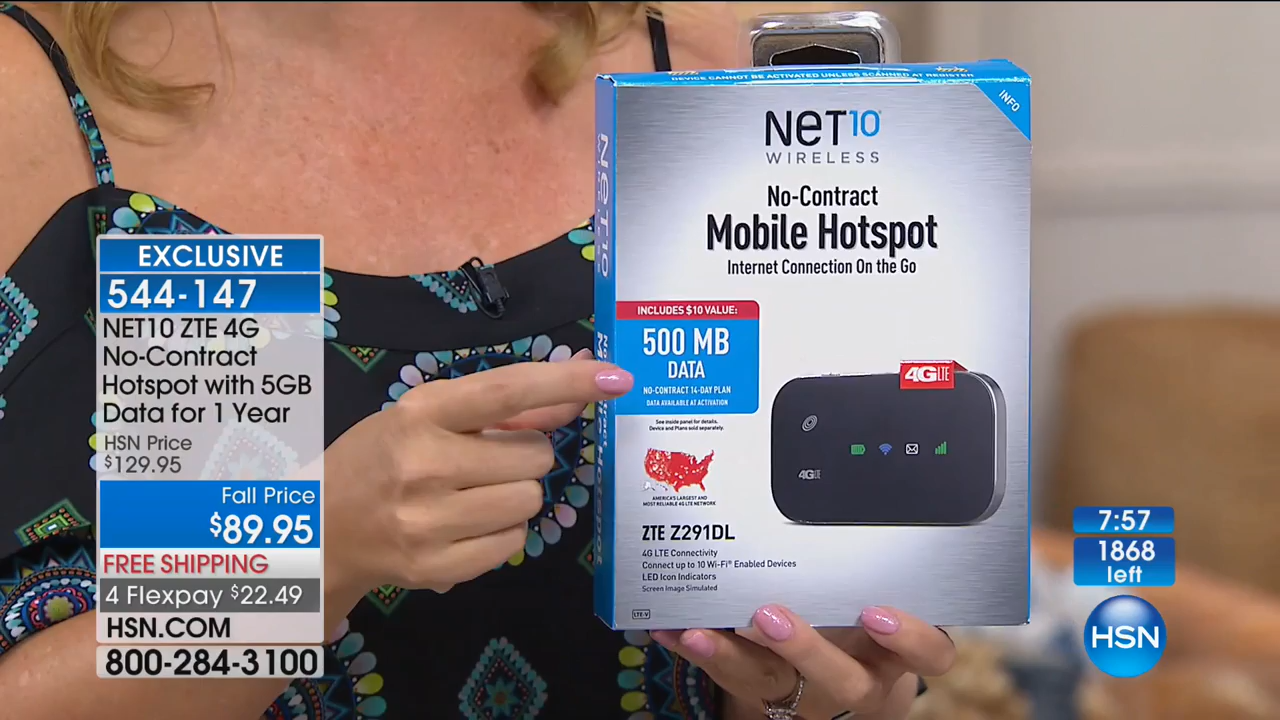 EXCLUSIVE
544-147
NET10 ZTE 4G
No-Contract
Hotspot with 5GB
Data for 1 Year
HSN Price
$129.95
Fall Price
$89.95
FREE SHIPPING
4 Flexpay $22.49
HSN.COM
800-284-3100
DEVICE CANNOT BE ACTIVATED UNLESS SCANNED AT REGISTER
INFO
NET10
WIRELESS
No-Contract
Mobile Hotspot
Internet Connection On the Go
INCLUDES $10 VALUE:
500 MB
DATA
NO-CONTRACT 14-DAY PLAN
DATA AVAILABLE AT ACTIVATION
See inside panel for details.
Device and Plans sold separately.
AMERICA'S LARGEST AND
MOST RELIABLE 4G LTE NETWORK
ZTE Z291DL
4G LTE Connectivity
Connect up to 10 Wi-Fi® Enabled Devices
LED Icon Indicators
Screen Image Simulated
LTE-V
4G LTE
4G LTE
NET10
7:57
1868
left
HSN